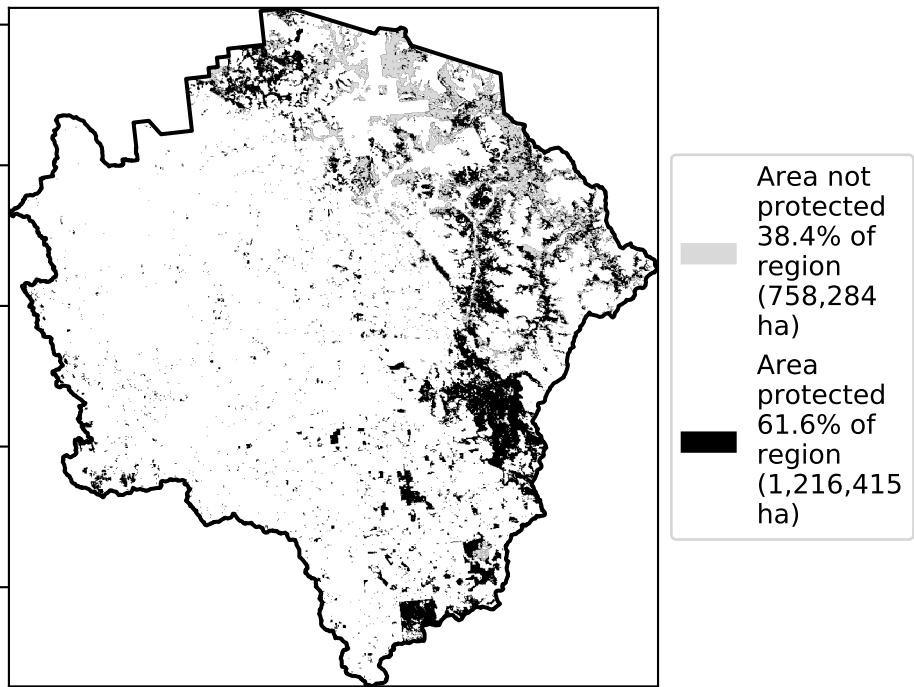 Area not
protected
38.4% of
region
(758,284
ha)
Area
protected
61.6% of
region
(1,216,415
ha)